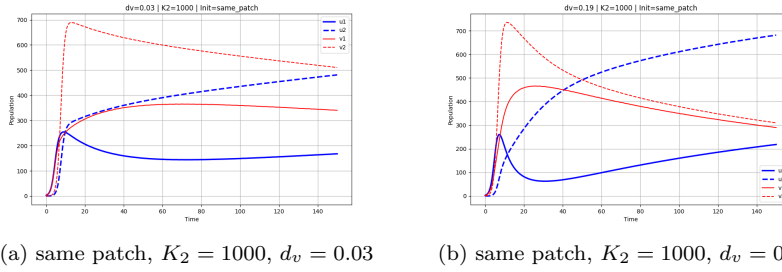 dv=0.03 | K2=1000 | Init=same_patch
700
600
500
400
300
200
100
0
Population
0 20 40 60 80 100 120 140
Time
u1
u2
v1
v2
dv=0.19 | K2=1000 | Init=same_patch
700
600
500
400
300
200
100
0
Population
0 20 40 60 80 100 120 140
Time
u
u
v
v
(a) same patch, K₂ = 1000, dᵥ = 0.03
(b) same patch, K₂ = 1000, dᵥ = 0